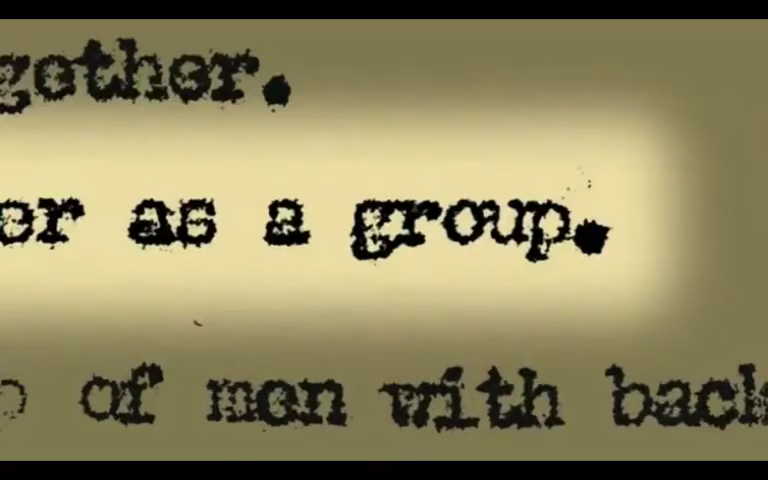 gether.
er as a group.
of men with back